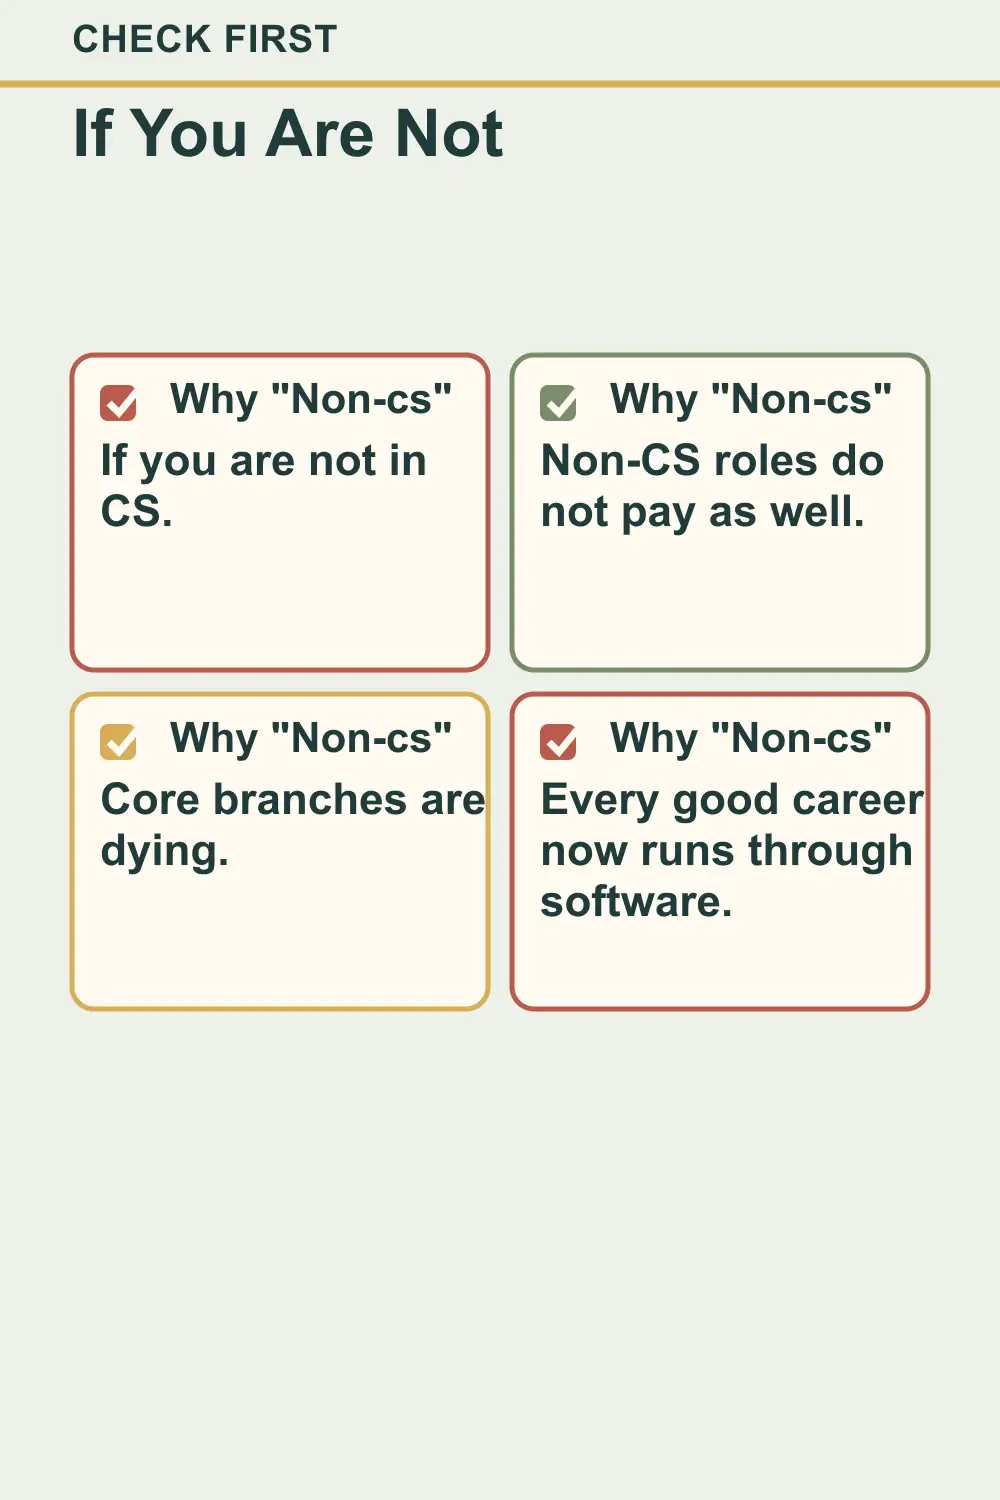 CHECK FIRST
If You Are Not
Why "Non-cs"
If you are not in
CS.
Why "Non-cs"
Non-CS roles do
not pay as well.
Why "Non-cs"
Core branches are
dying.
Why "Non-cs"
Every good career
now runs through
software.